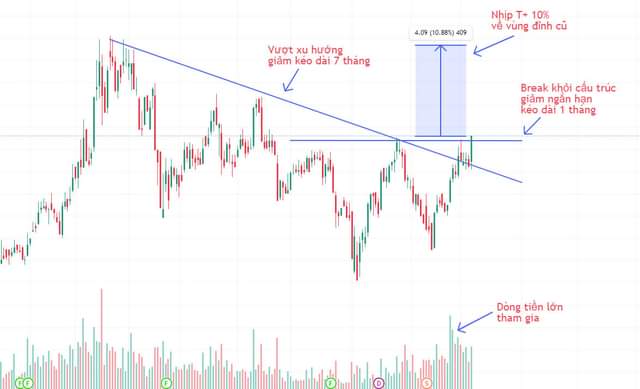 Nhịp T+ 10%
về vùng đỉnh cũ
4.09 (10.88%) 409
Vượt xu hướng
giảm kéo dài 7 tháng
Break khỏi cấu trúc
giảm ngắn hạn
kéo dài 1 tháng
Dòng tiền lớn
tham gia
E E E E D S